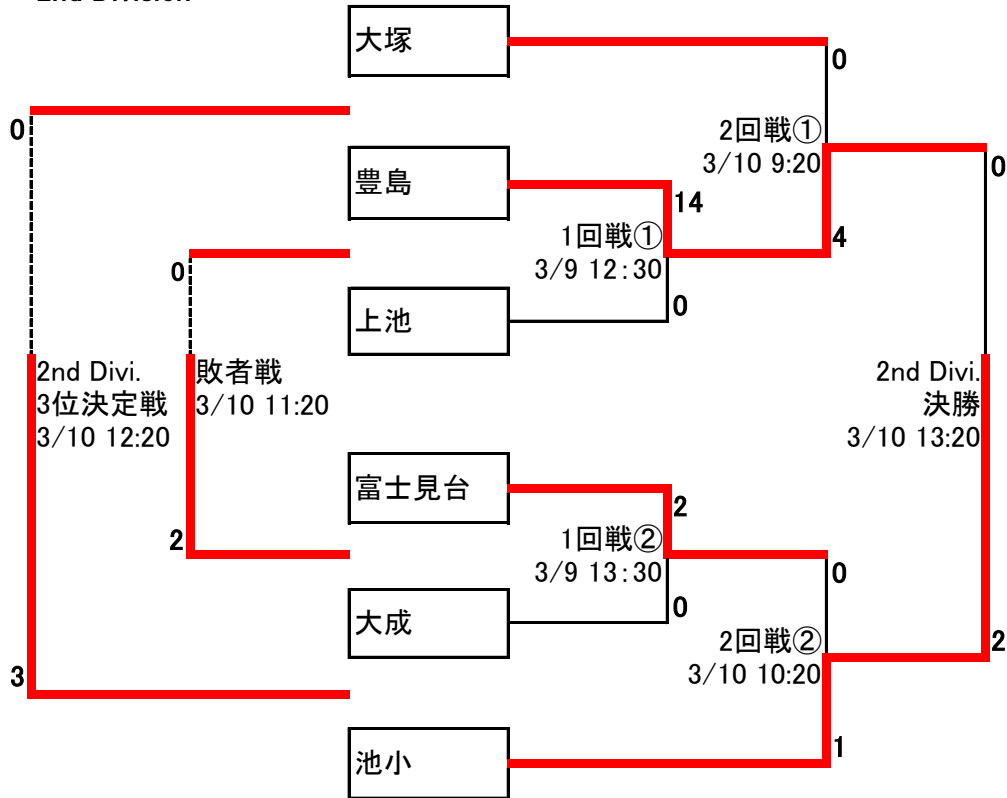 2nd Division
大塚
0
0
2回戦①
3/10 9:20
豊島
14
0
1回戦①
3/9 12:30
4
0
上池
0
2nd Divi.
3位決定戦
3/10 12:20
敗者戦
3/10 11:20
2nd Divi.
決勝
3/10 13:20
富士見台
2
2
1回戦②
3/9 13:30
0
大成
0
2回戦②
3/10 10:20
2
3
池小
1